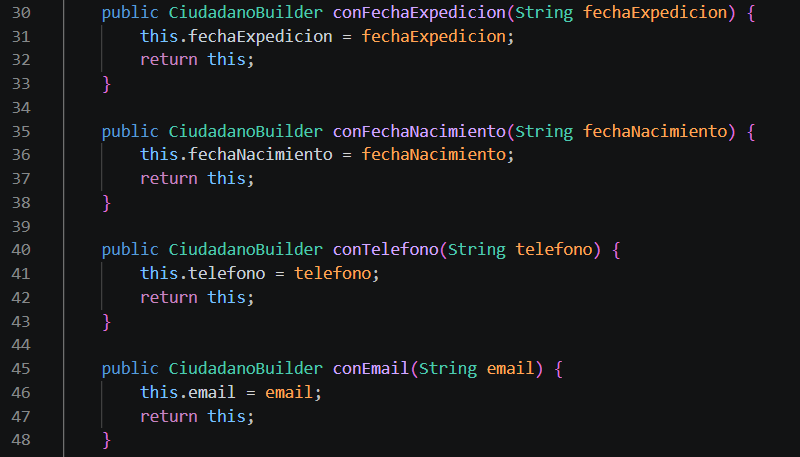 30 public CiudadanoBuilder conFechaExpedicion(String fechaExpedicion) {
31 this.fechaExpedicion = fechaExpedicion;
32 return this;
33 }
34
35 public CiudadanoBuilder conFechaNacimiento(String fechaNacimiento) {
36 this.fechaNacimiento = fechaNacimiento;
37 return this;
38 }
39
40 public CiudadanoBuilder conTelefono(String telefono) {
41 this.telefono = telefono;
42 return this;
43 }
44
45 public CiudadanoBuilder conEmail(String email) {
46 this.email = email;
47 return this;
48 }